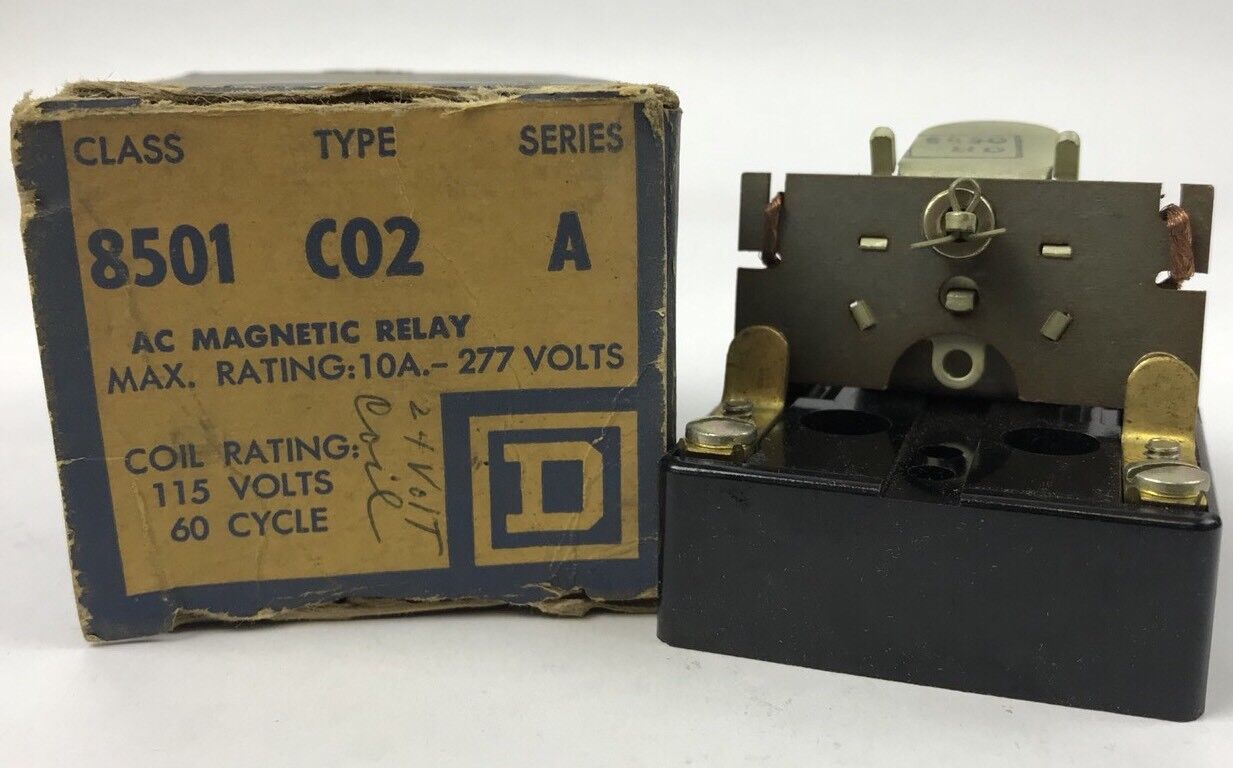 CLASS TYPE SERIES
8501 CO2 A
AC MAGNETIC RELAY
MAX. RATING: 10A.– 277 VOLTS
COIL RATING:
115 VOLTS
60 CYCLE
24 VOIT
Coil
D